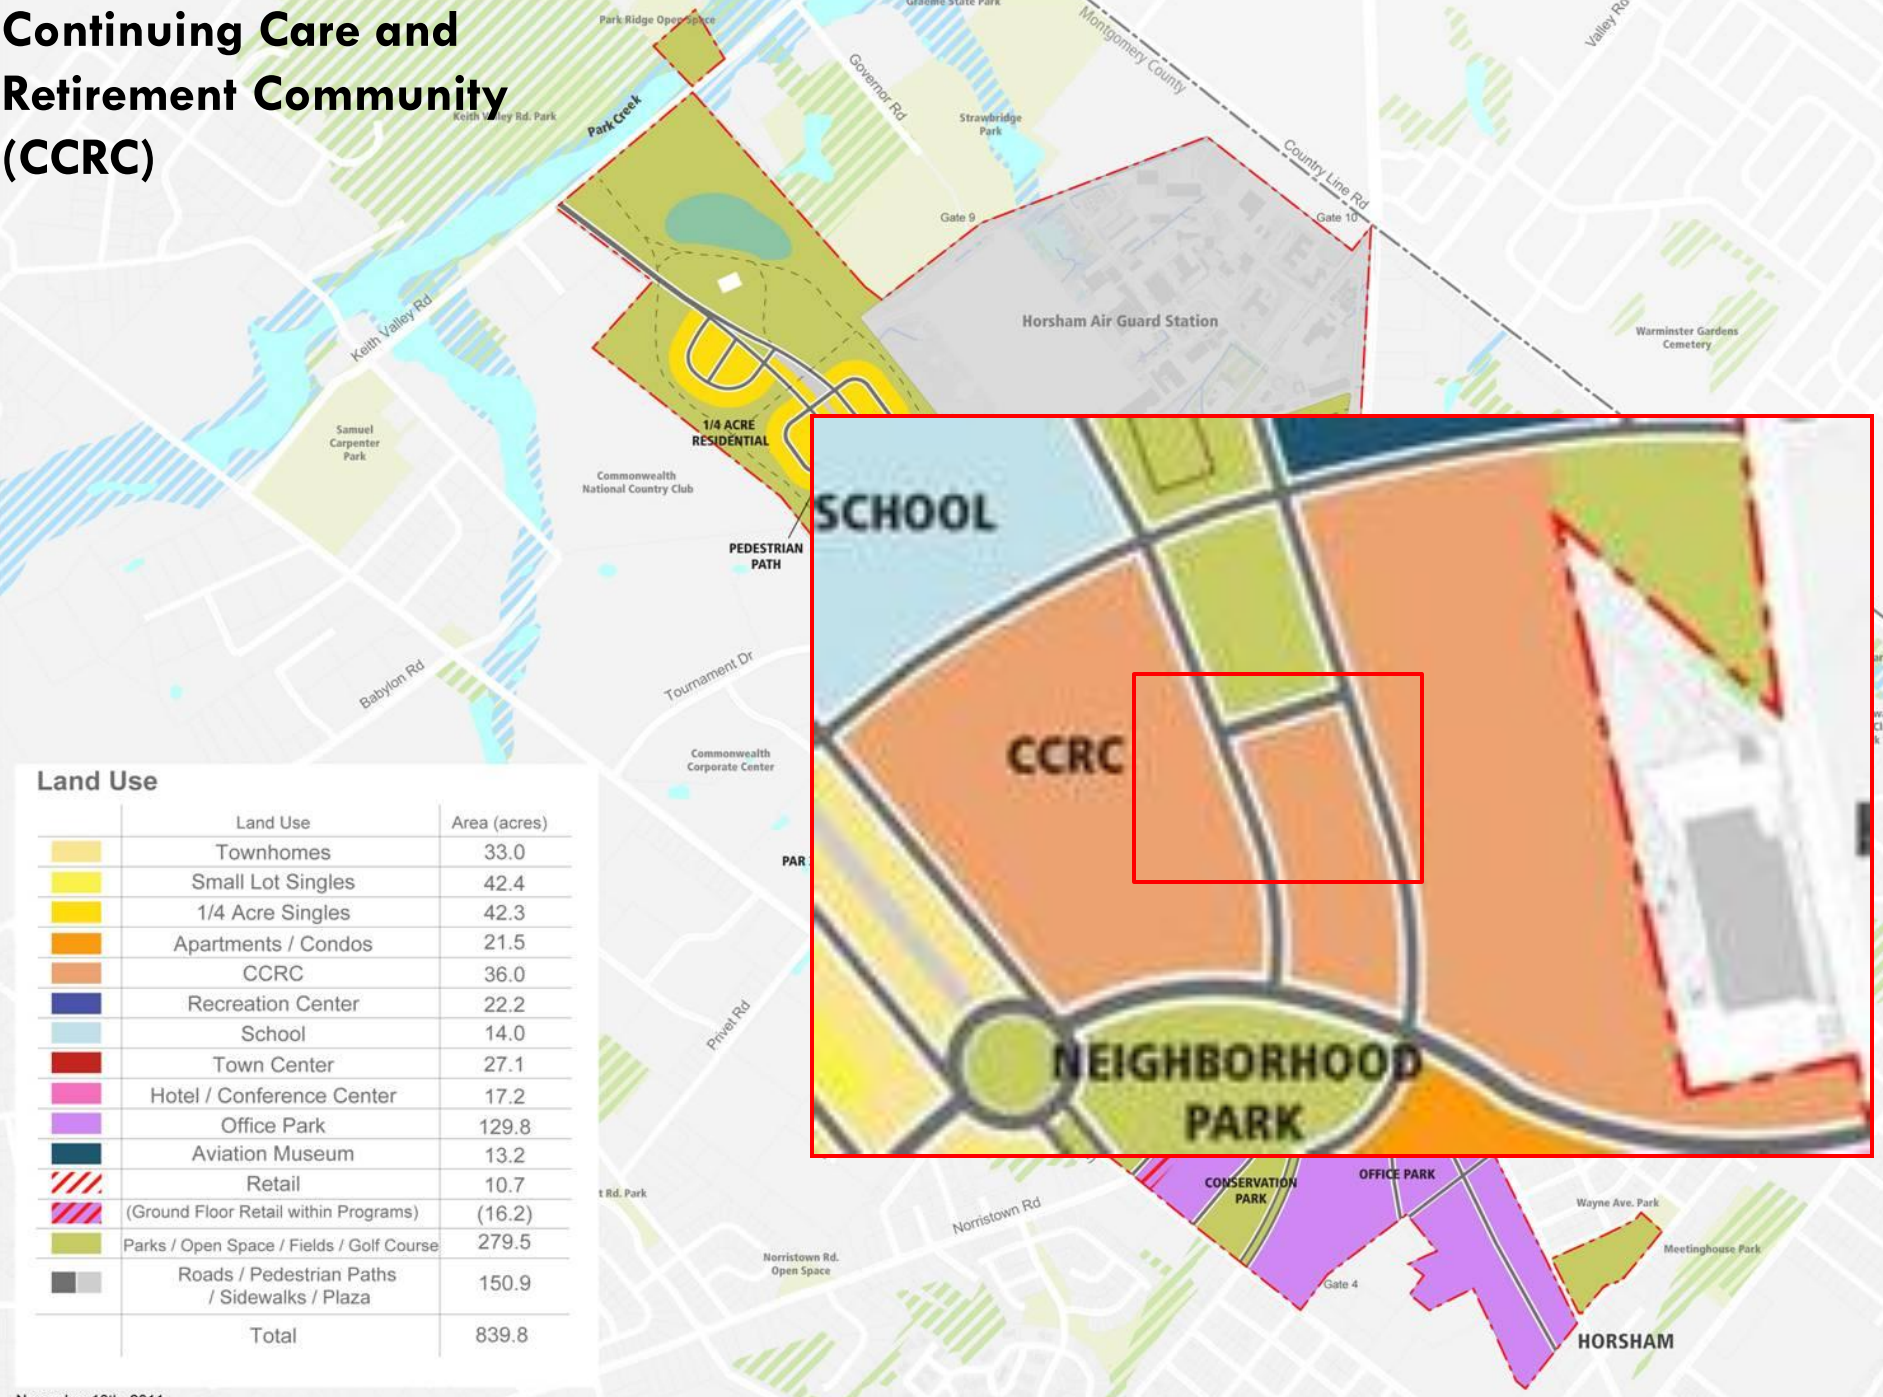 Continuing Care and
Retirement Community
(CCRC)
Park Ridge Open Space
Graeme State Park
Montgomery County
Valley Rd
Keith Valley Rd. Park
Park Creek
Governor Rd
Strawbridge
Park
Country Line Rd
Gate 9
Gate 10
Horsham Air Guard Station
Warminster Gardens
Cemetery
Keith Valley Rd
Samuel
Carpenter
Park
1/4 ACRE
RESIDENTIAL
Commonwealth
National Country Club
PEDESTRIAN
PATH
SCHOOL
CCRC
NEIGHBORHOOD
PARK
Babylon Rd
Tournament Dr
Commonwealth
Corporate Center
PAR
Privet Rd
Land Use
Land Use Area (acres)
Townhomes 33.0
Small Lot Singles 42.4
1/4 Acre Singles 42.3
Apartments / Condos 21.5
CCRC 36.0
Recreation Center 22.2
School 14.0
Town Center 27.1
Hotel / Conference Center 17.2
Office Park 129.8
Aviation Museum 13.2
Retail 10.7
(Ground Floor Retail within Programs) (16.2)
Parks / Open Space / Fields / Golf Course 279.5
Roads / Pedestrian Paths
/ Sidewalks / Plaza 150.9
Total 839.8
t Rd. Park
Norristown Rd
Norristown Rd.
Open Space
CONSERVATION
PARK
OFFICE PARK
Gate 4
Wayne Ave. Park
Meetinghouse Park
HORSHAM